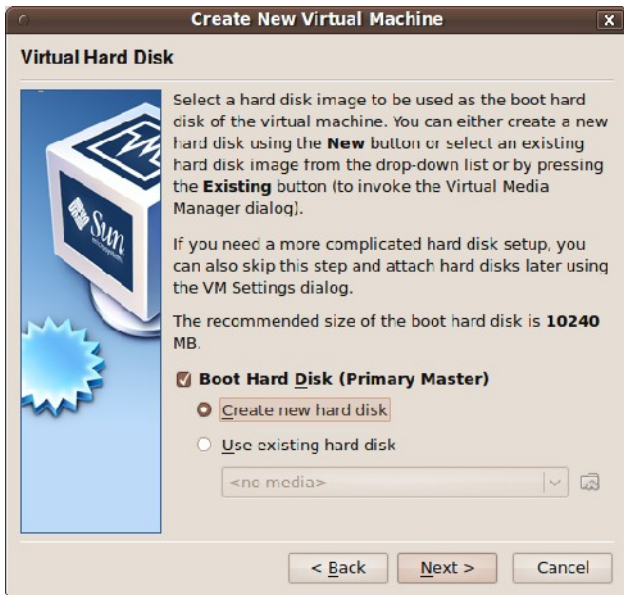 Create New Virtual Machine
Virtual Hard Disk
Select a hard disk image to be used as the boot hard
disk of the virtual machine. You can either create a new
hard disk using the New button or select an existing
hard disk image from the drop-down list or by pressing
the Existing button (to invoke the Virtual Media
Manager dialog).
If you need a more complicated hard disk setup, you
can also skip this step and attach hard disks later using
the VM Settings dialog.
The recommended size of the boot hard disk is 10240
MB.
Boot Hard Disk (Primary Master)
Create new hard disk
Use existing hard disk
<no media>
< Back
Next >
Cancel
Sun